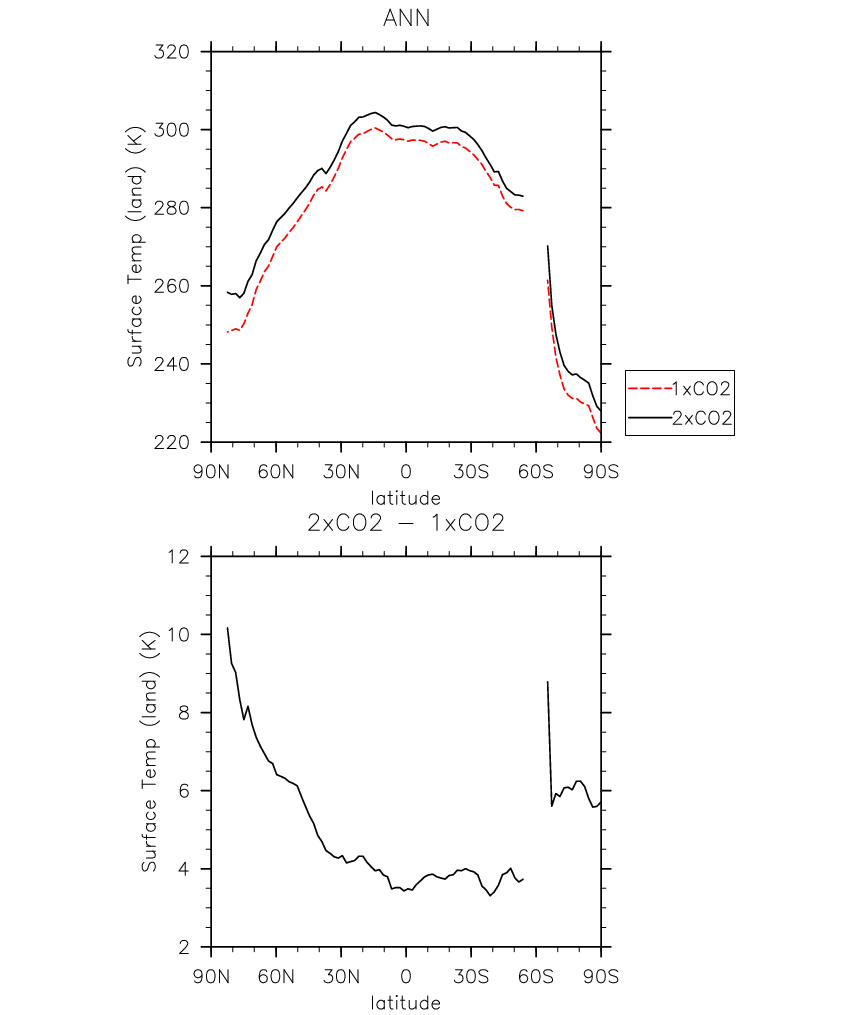 ANN
320
300
280
260
240
220
Surface Temp (land) (K)
90N 60N 30N 0 30S 60S 90S
latitude
1xCO2
2xCO2
2xCO2 − 1xCO2
12
10
8
6
4
2
Surface Temp (land) (K)
90N 60N 30N 0 30S 60S 90S
latitude